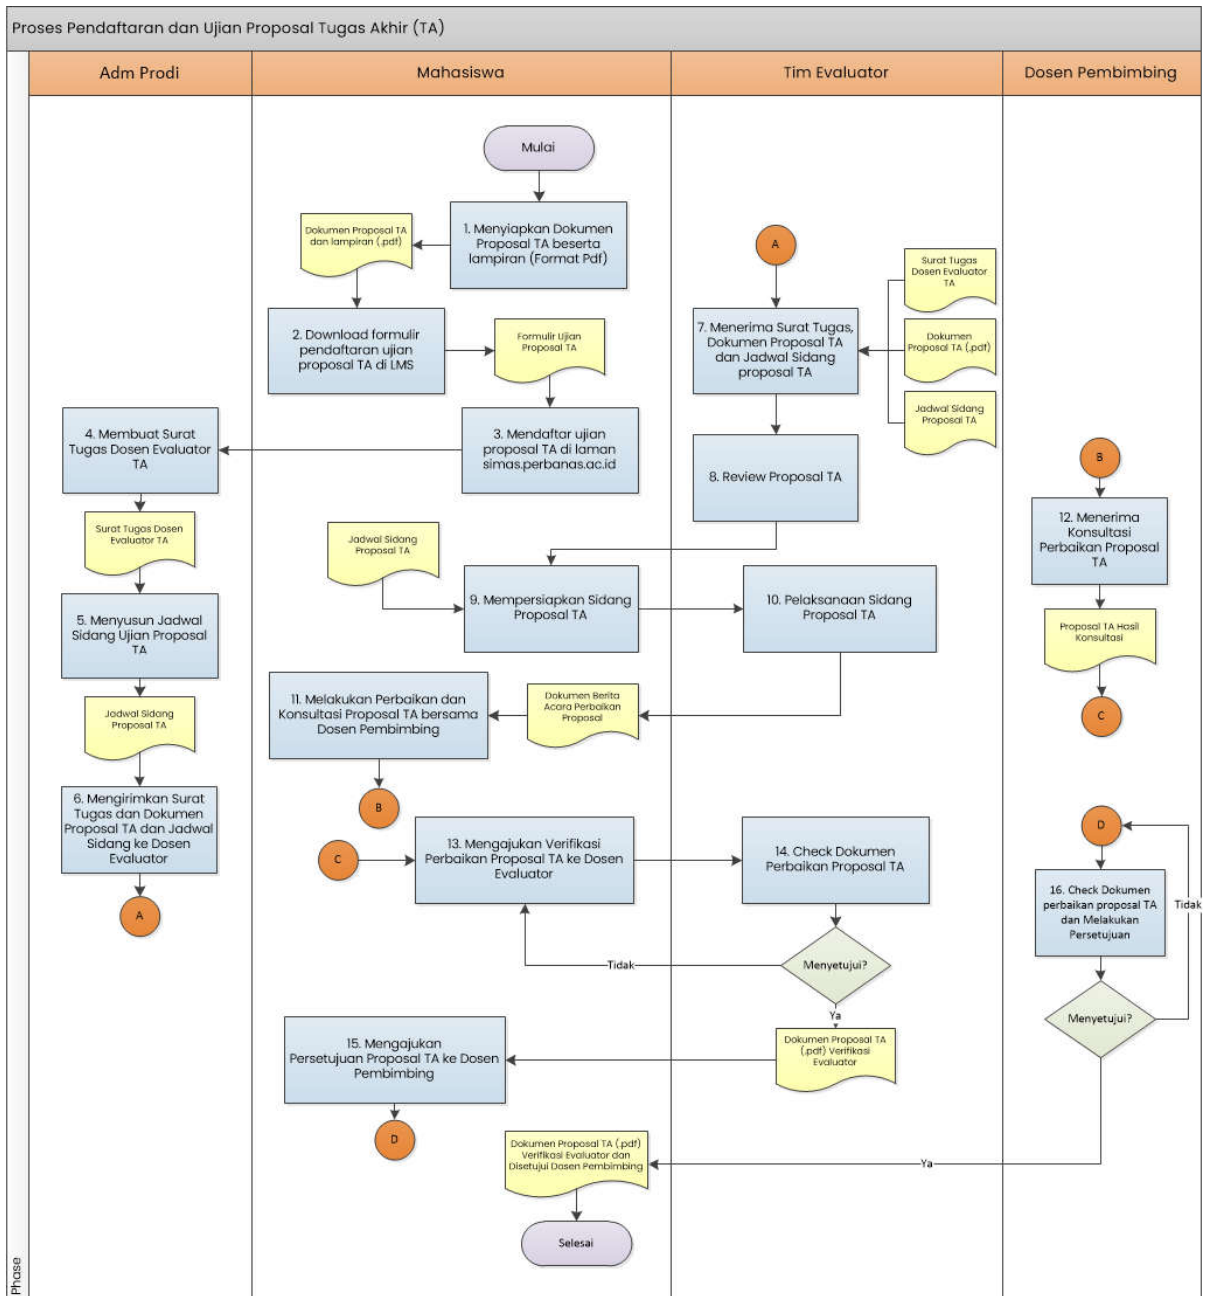 Proses Pendaftaran dan Ujian Proposal Tugas Akhir (TA)
Adm Prodi
Mahasiswa
Tim Evaluator
Dosen Pembimbing
Mulai
1. Menyiapkan Dokumen
Proposal TA beserta
lampiran (Format Pdf)
Dokumen Proposal TA
dan lampiran (.pdf)
2. Download formulir
pendaftaran ujian
proposal TA di LMS
Formulir Ujian
Proposal TA
3. Mendaftar ujian
proposal TA di laman
simas.perbanas.ac.id
4. Membuat Surat
Tugas Dosen Evaluator
TA
Surat Tugas Dosen
Evaluator TA
5. Menyusun Jadwal
Sidang Ujian Proposal
TA
Jadwal Sidang
Proposal TA
6. Mengirimkan Surat
Tugas dan Dokumen
Proposal TA dan Jadwal
Sidang ke Dosen
Evaluator
A
A
Surat Tugas
Dosen Evaluator
TA
Dokumen
Proposal TA (.pdf)
Jadwal Sidang
Proposal TA
7. Menerima Surat Tugas,
Dokumen Proposal TA
dan Jadwal Sidang
proposal TA
8. Review Proposal TA
Jadwal Sidang
Proposal TA
9. Mempersiapkan Sidang
Proposal TA
10. Pelaksanaan Sidang
Proposal TA
Dokumen Berita
Acara Perbaikan
Proposal
11. Melakukan Perbaikan dan
Konsultasi Proposal TA bersama
Dosen Pembimbing
B
B
12. Menerima
Konsultasi
Perbaikan Proposal
TA
Proposal TA Hasil
Konsultasi
C
C
13. Mengajukan Verifikasi
Perbaikan Proposal TA ke Dosen
Evaluator
14. Check Dokumen
Perbaikan Proposal TA
Menyetujui?
Tidak
Ya
Dokumen Proposal TA
(.pdf) Verifikasi
Evaluator
15. Mengajukan
Persetujuan Proposal TA ke Dosen
Pembimbing
D
D
16. Check Dokumen
perbaikan proposal TA
dan Melakukan
Persetujuan
Tidak
Menyetujui?
Ya
Dokumen Proposal TA (.pdf)
Verifikasi Evaluator dan
Disetujui Dosen Pembimbing
Selesai
Phase